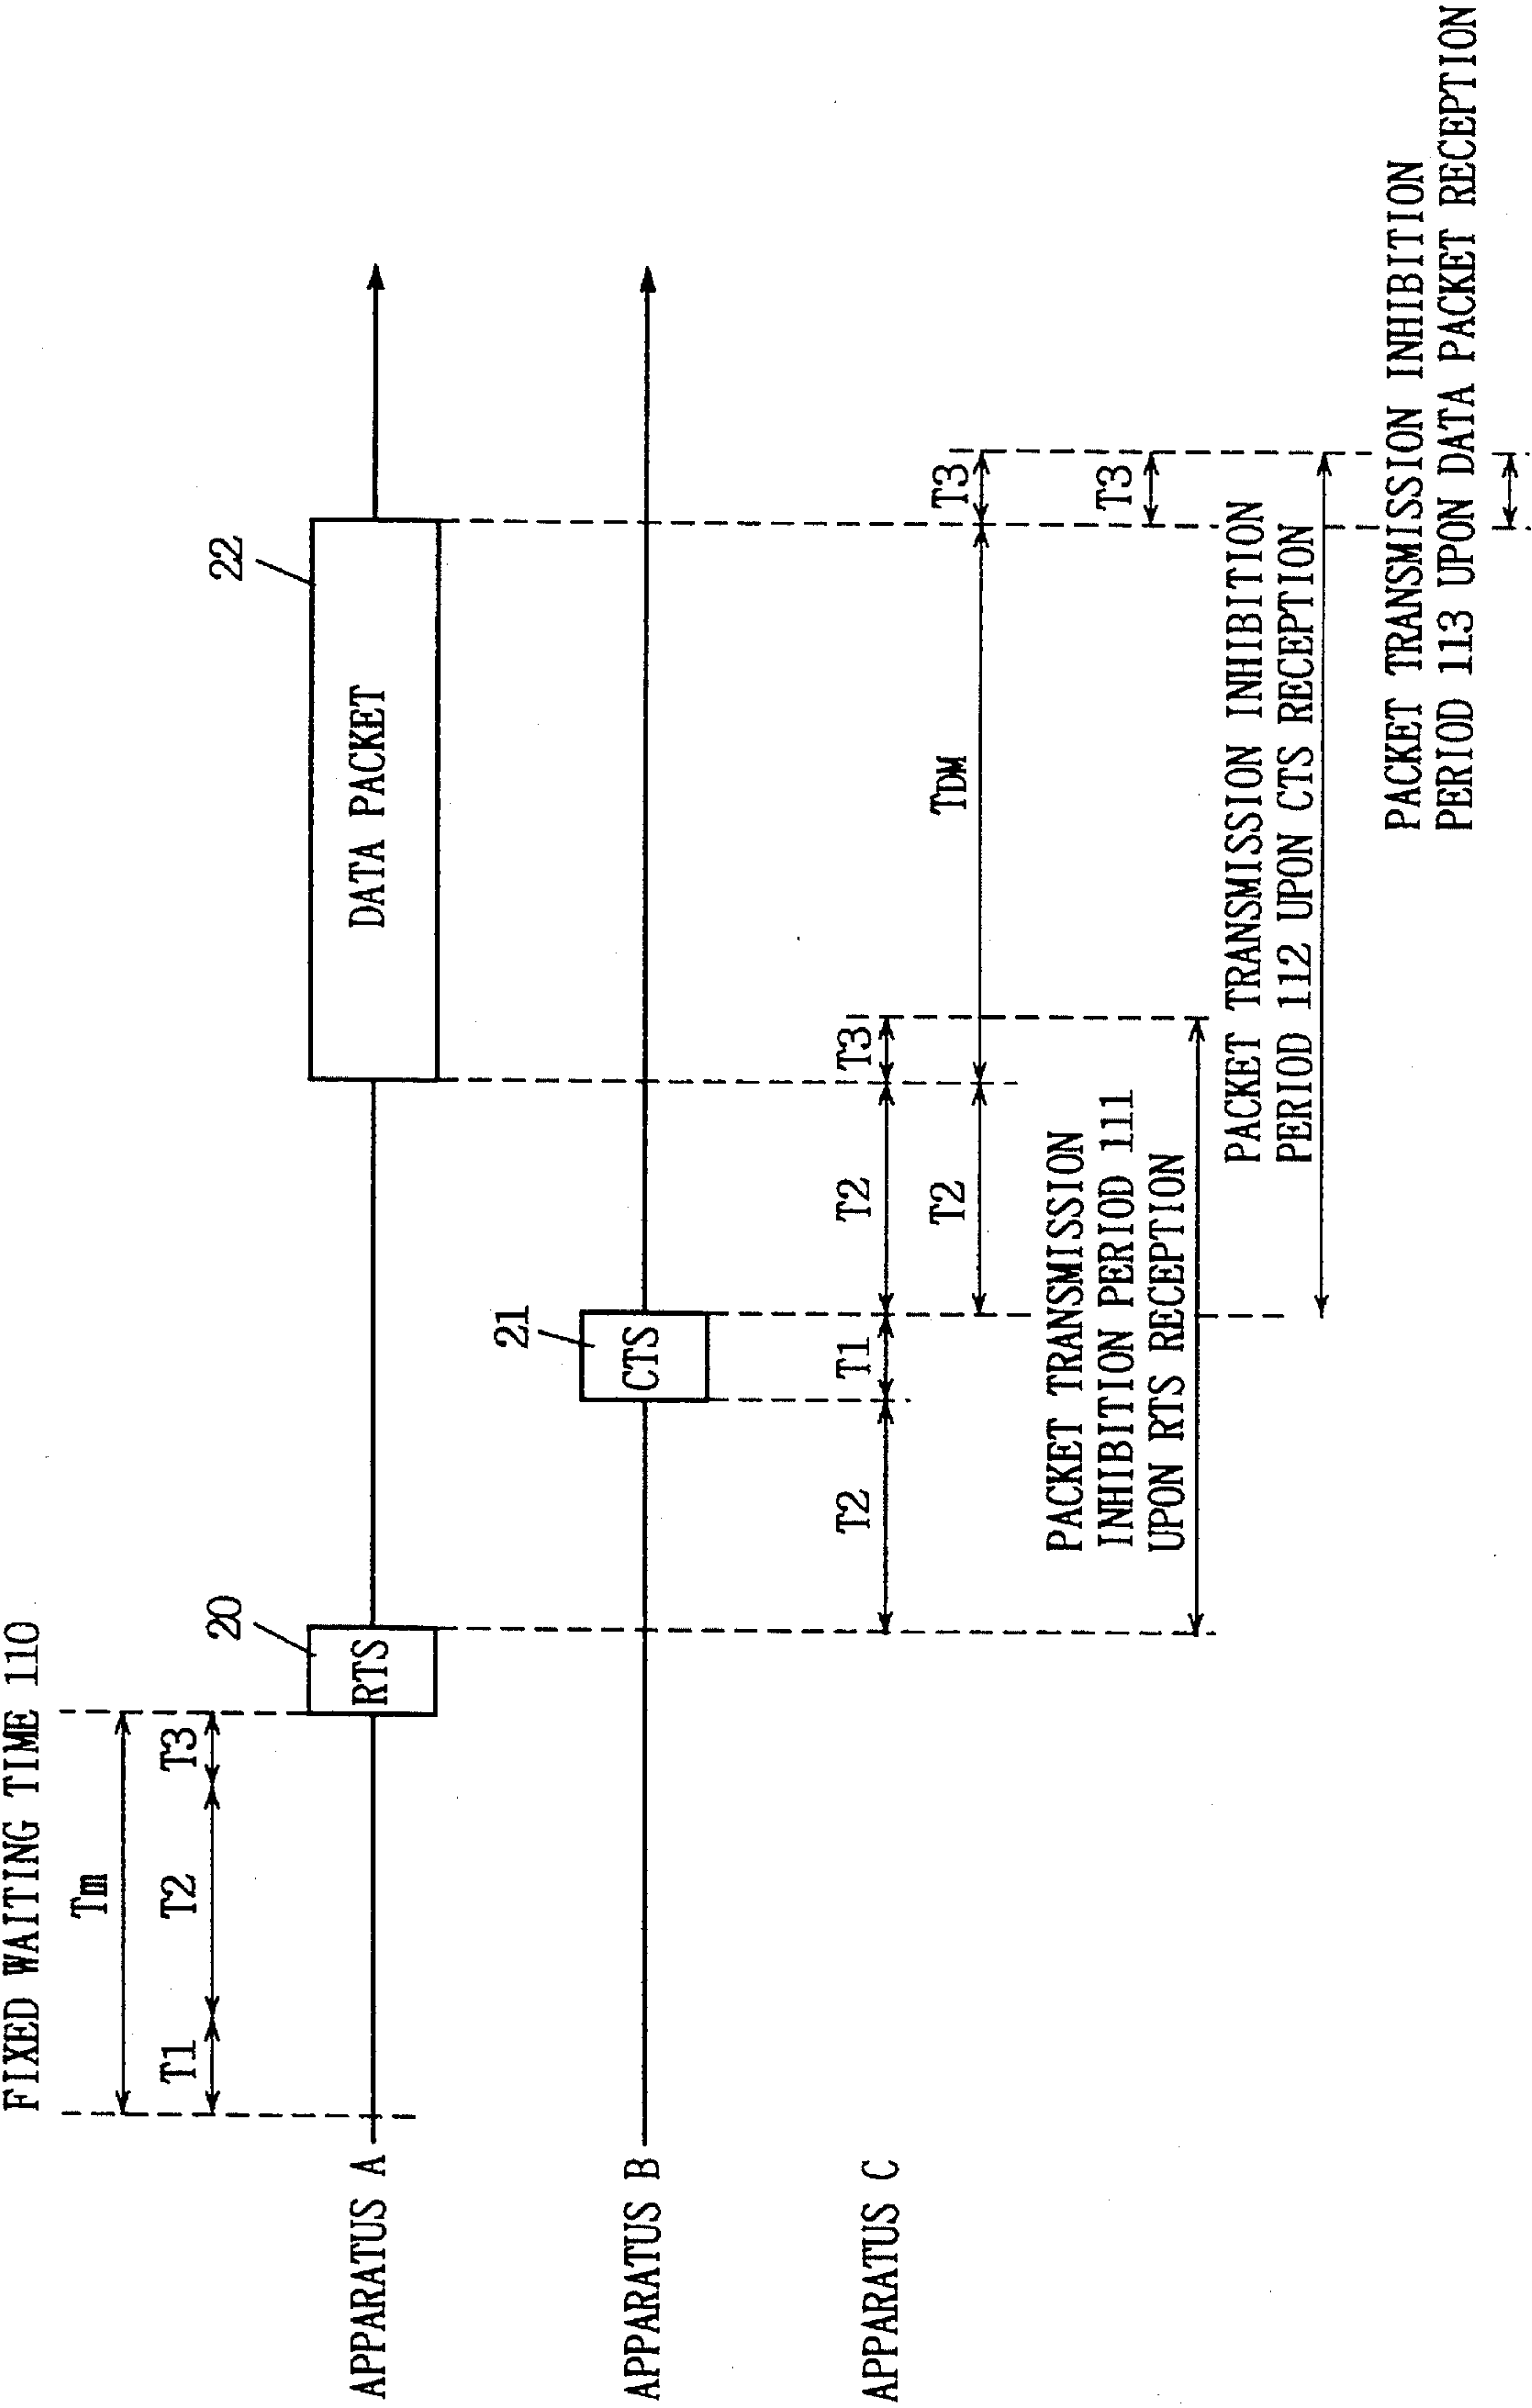 FIXED WAITING TIME 110
Tm
T1
T2
T3
APPARATUS A
RTS
20
DATA PACKET
22
APPARATUS B
CTS
21
APPARATUS C
T2
T1
T2
T3
T2
TDM
T3
T3
PACKET TRANSMISSION
INHIBITION PERIOD 111
UPON RTS RECEPTION
PACKET TRANSMISSION INHIBITION
PERIOD 112 UPON CTS RECEPTION
PACKET TRANSMISSION INHIBITION
PERIOD 113 UPON DATA PACKET RECEPTION